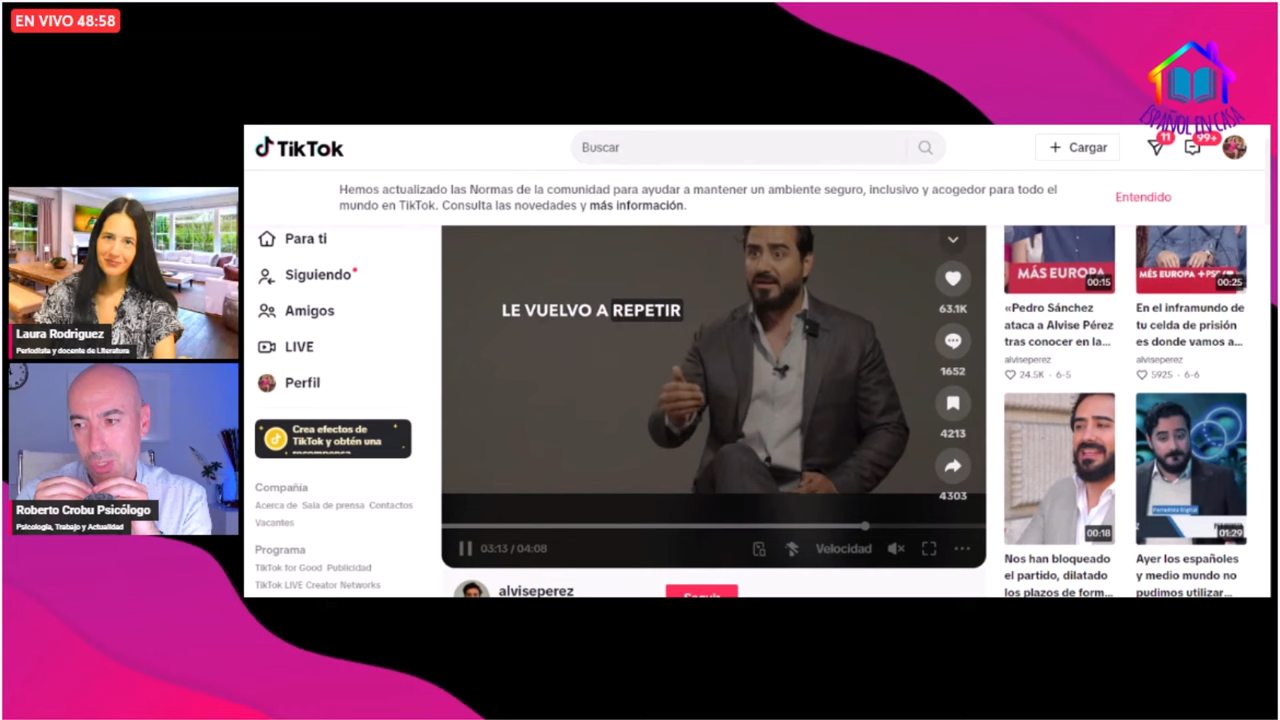 EN VIVO 48:58
ESPAÑOL EN CASA
TikTok
Buscar
Cargar
11
99+
Hemos actualizado las Normas de la comunidad para ayudar a mantener un ambiente seguro, inclusivo y acogedor para todo el
mundo en TikTok. Consulta las novedades y más información.
Entendido
Para ti
Siguiendo
Amigos
LIVE
Perfil
Crea efectos de
TikTok y obtén una
Compañía
Acerca de Sala de prensa Contactos
Vacantes
Programa
TikTok for Good Publicidad
TikTok LIVE Creator Networks
Laura Rodriguez
Periodista y docente de Literatura
Roberto Crobu Psicólogo
Psicología, Trabajo y Actualidad
LE VUELVO A REPETIR
63.1K
1652
4213
4303
03:13 / 04:08
Velocidad
alviseperez
Seguir
MÁS EUROPA
00:15
«Pedro Sánchez
ataca a Alvise Pérez
tras conocer en la...
alviseperez
24.5K · 6-5
MÁS EUROPA
00:25
En el inframundo de
tu celda de prisión
es donde vamos a...
alviseperez
5925 · 6-6
00:18
Nos han bloqueado
el partido, dilatado
los plazos de form...
Periodista Digital
01:29
Ayer los españoles
y medio mundo no
pudimos utilizar...